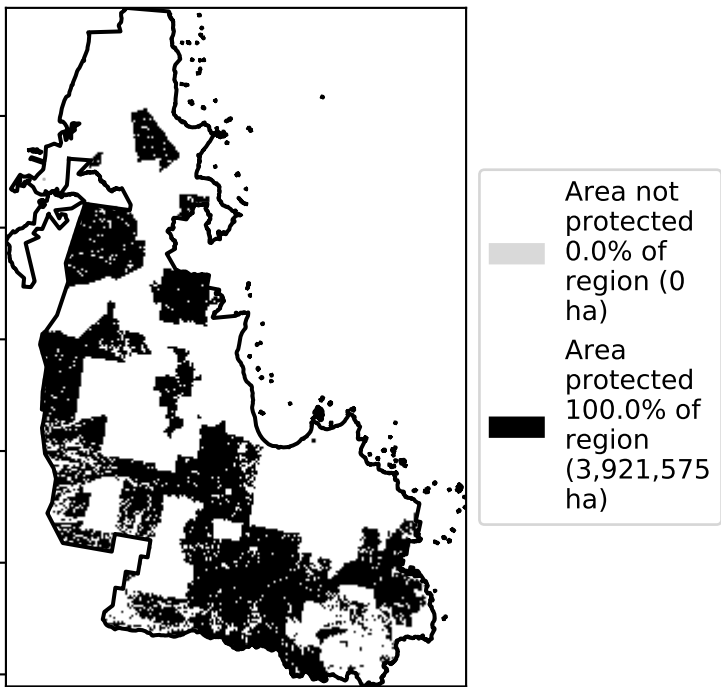 Area not
protected
0.0% of
region (0
ha)
Area
protected
100.0% of
region
(3,921,575
ha)